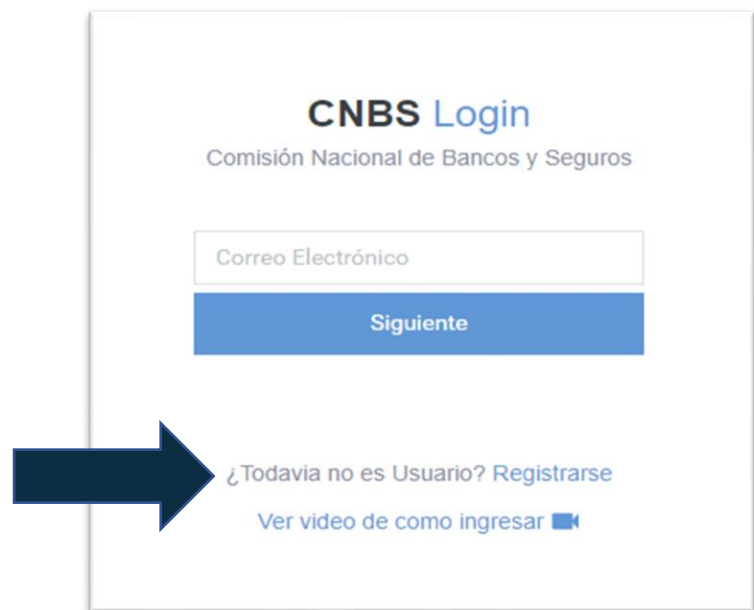 CNBS Login
Comisión Nacional de Bancos y Seguros
Correo Electrónico
Siguiente
¿Todavia no es Usuario? Registrarse
Ver video de como ingresar